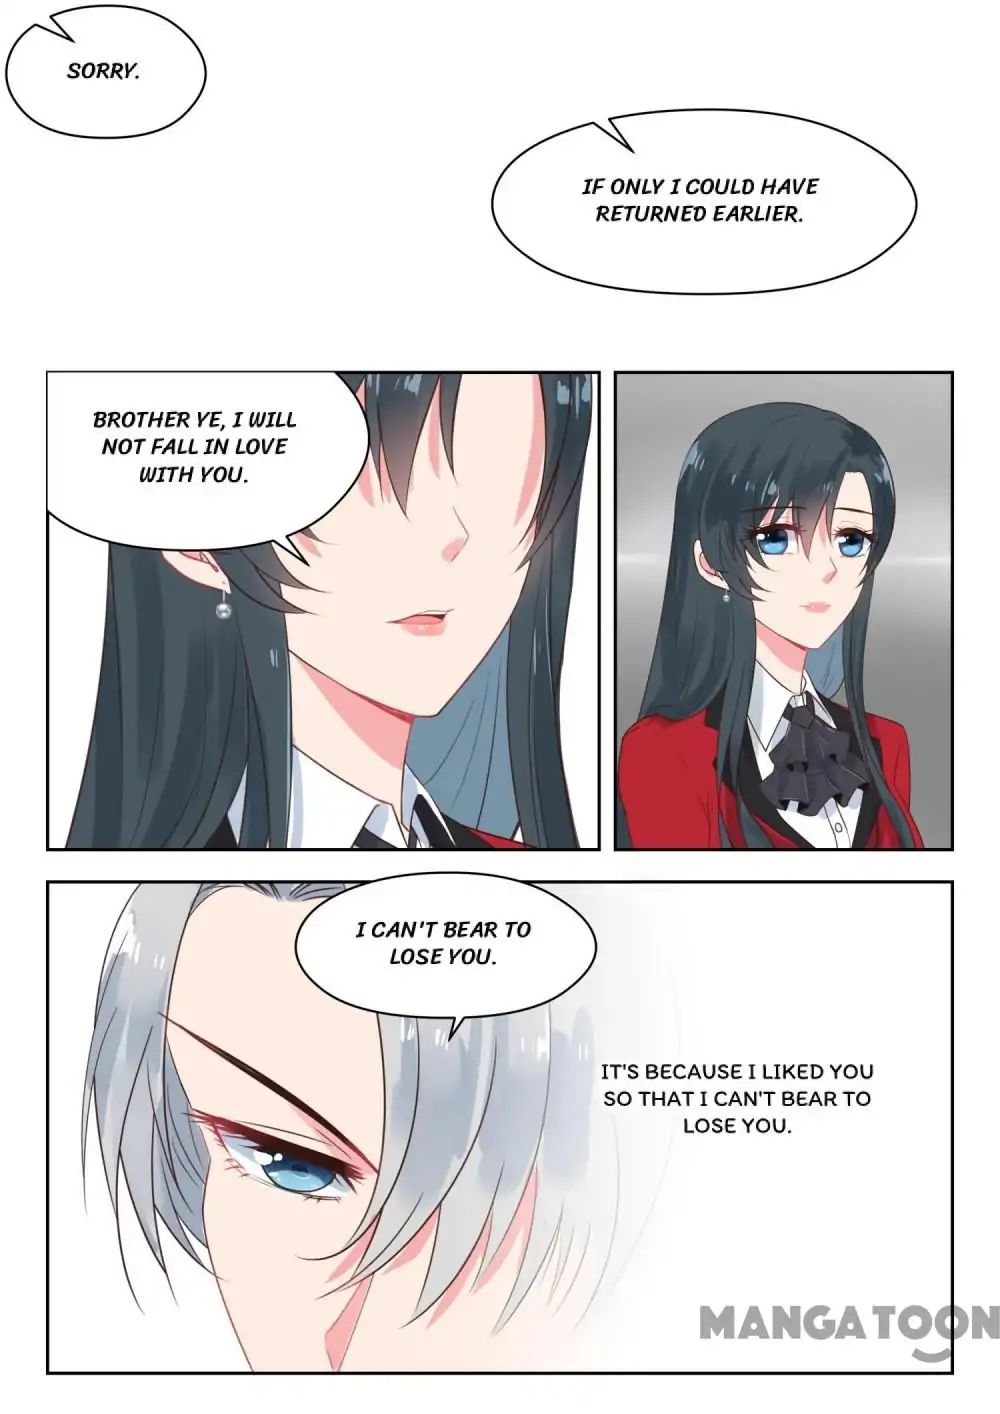 SORRY.
IF ONLY I COULD HAVE
RETURNED EARLIER.
BROTHER YE, I WILL
NOT FALL IN LOVE
WITH YOU.
I CAN'T BEAR TO
LOSE YOU.
IT'S BECAUSE I LIKED YOU
SO THAT I CAN'T BEAR TO
LOSE YOU.
MANGATOON